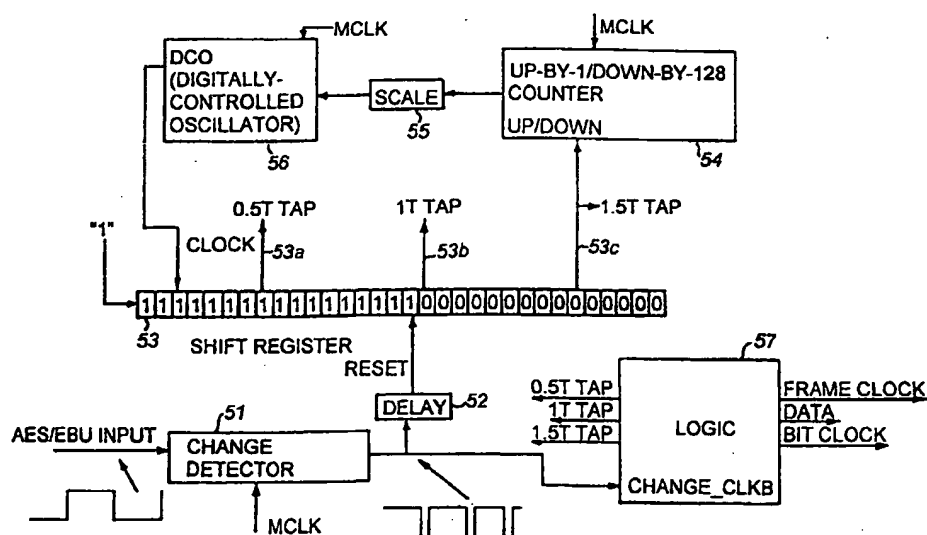 MCLK
MCLK
DCO
(DIGITALLY-
CONTROLLED
OSCILLATOR)
56
SCALE
55
UP-BY-1/DOWN-BY-128
COUNTER
UP/DOWN
54
"1"
CLOCK
0.5T TAP
53a
1T TAP
53b
1.5T TAP
53c
111111111111111111000000000000000
53
SHIFT REGISTER
RESET
DELAY
52
51
AES/EBU INPUT
CHANGE
DETECTOR
MCLK
57
0.5T TAP
1T TAP
1.5T TAP
LOGIC
CHANGE_CLKB
FRAME CLOCK
DATA
BIT CLOCK